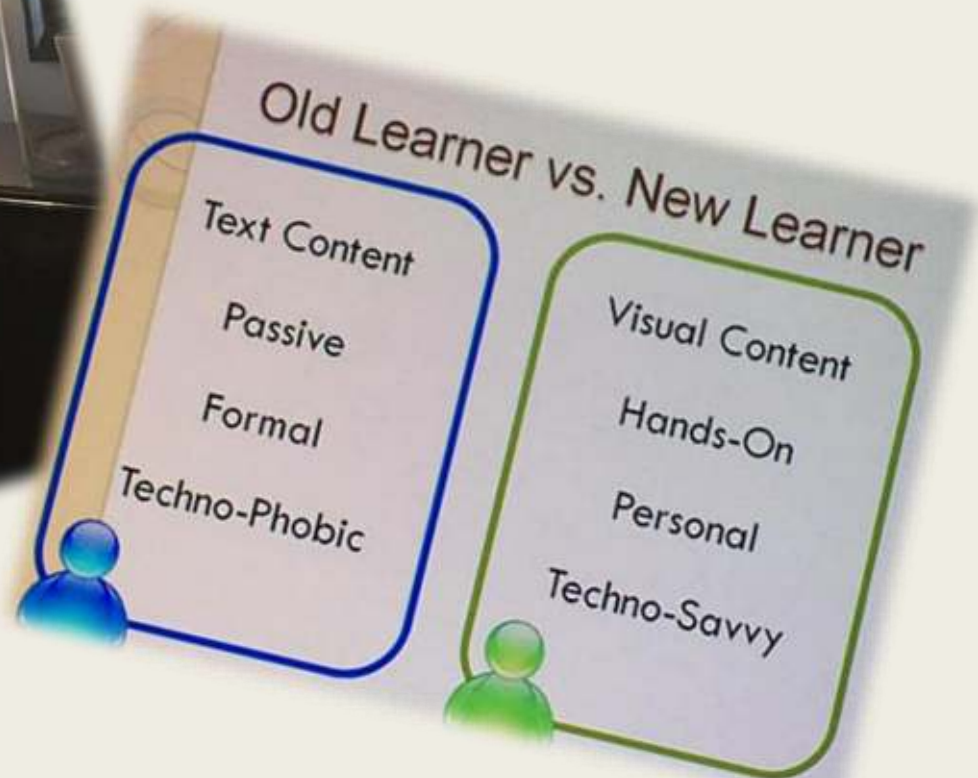 Old Learner vs. New Learner
Text Content
Passive
Formal
Techno-Phobic
Visual Content
Hands-On
Personal
Techno-Savvy